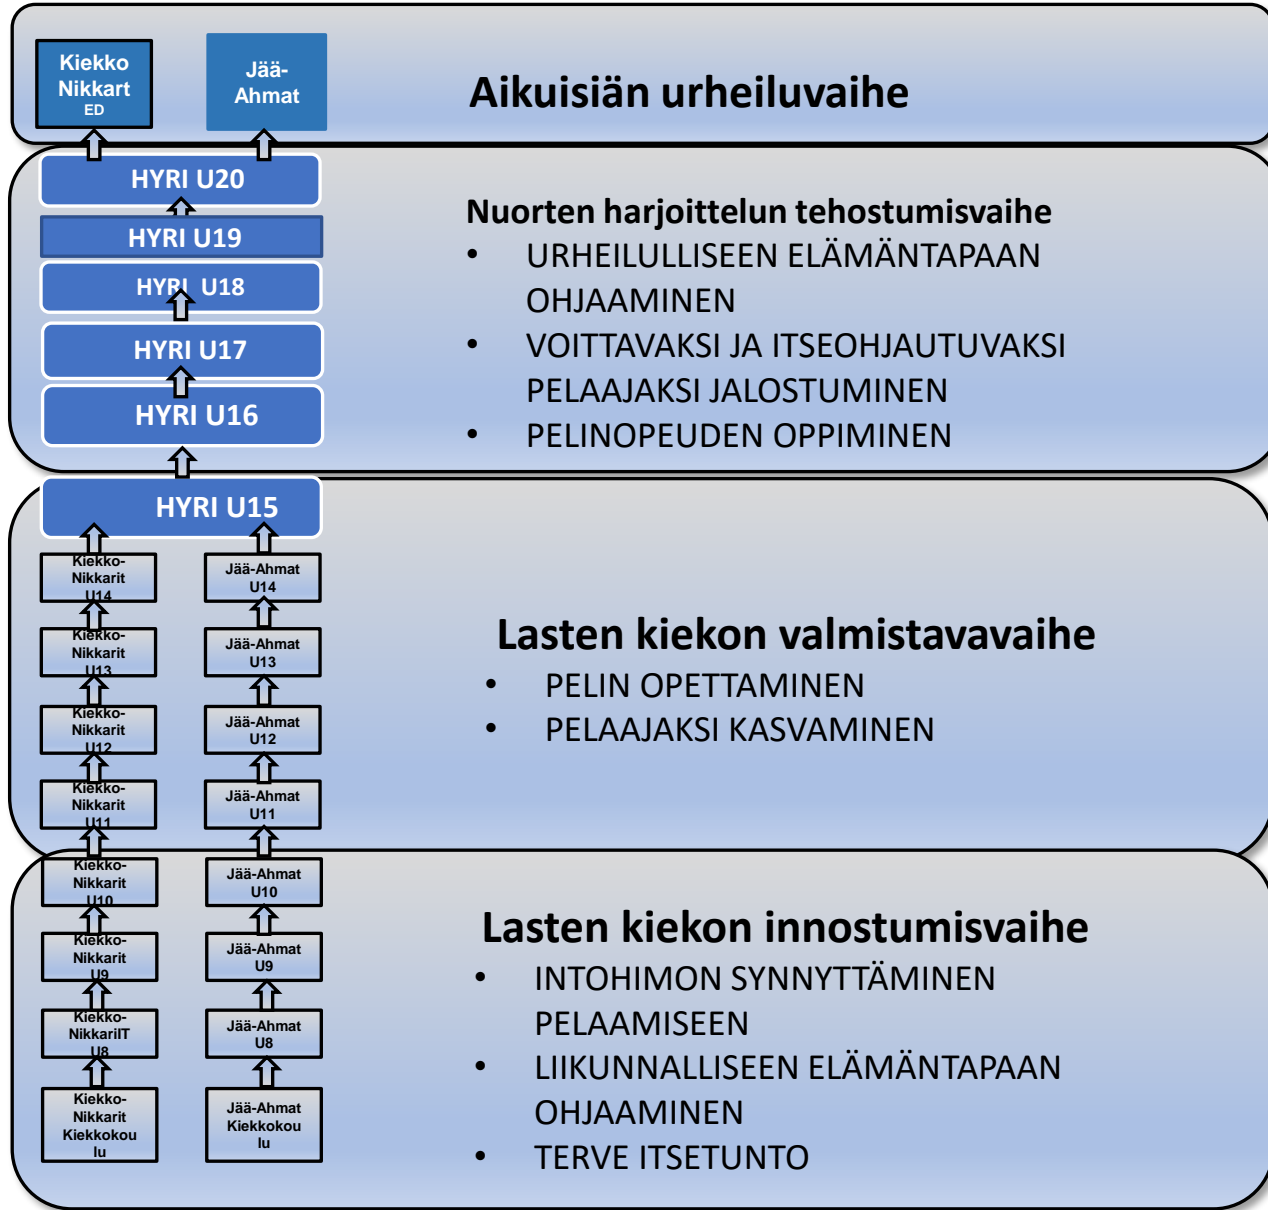 Kiekko
Nikkart
ED
Jää-
Ahmat
Aikuisiän urheiluvaihe
HYRI U20
HYRI U19
HYRI U18
HYRI U17
HYRI U16
Nuorten harjoittelun tehostumisvaihe
• URHEILULLISEEN ELÄMÄNTAPAAN
OHJAAMINEN
• VOITTAVAKSI JA ITSEOHJAUTUVAKSI
PELAAJAKSI JALOSTUMINEN
• PELINOPEUDEN OPPIMINEN
HYRI U15
Kiekko-
Nikkarit
U14
Jää-Ahmat
U14
Kiekko-
Nikkarit
U13
Jää-Ahmat
U13
Kiekko-
Nikkarit
U12
Jää-Ahmat
U12
Kiekko-
Nikkarit
U11
Jää-Ahmat
U11
Lasten kiekon valmistavavaihe
• PELIN OPETTAMINEN
• PELAAJAKSI KASVAMINEN
Kiekko-
Nikkarit
U10
Jää-Ahmat
U10
Kiekko-
Nikkarit
U9
Jää-Ahmat
U9
Kiekko-
NikkariIT
U8
Jää-Ahmat
U8
Kiekko-
Nikkarit
Kiekkokou
lu
Jää-Ahmat
Kiekkokou
lu
Lasten kiekon innostumisvaihe
• INTOHIMON SYNNYTTÄMINEN
PELAAMISEEN
• LIIKUNNALLISEEN ELÄMÄNTAPAAN
OHJAAMINEN
• TERVE ITSETUNTO